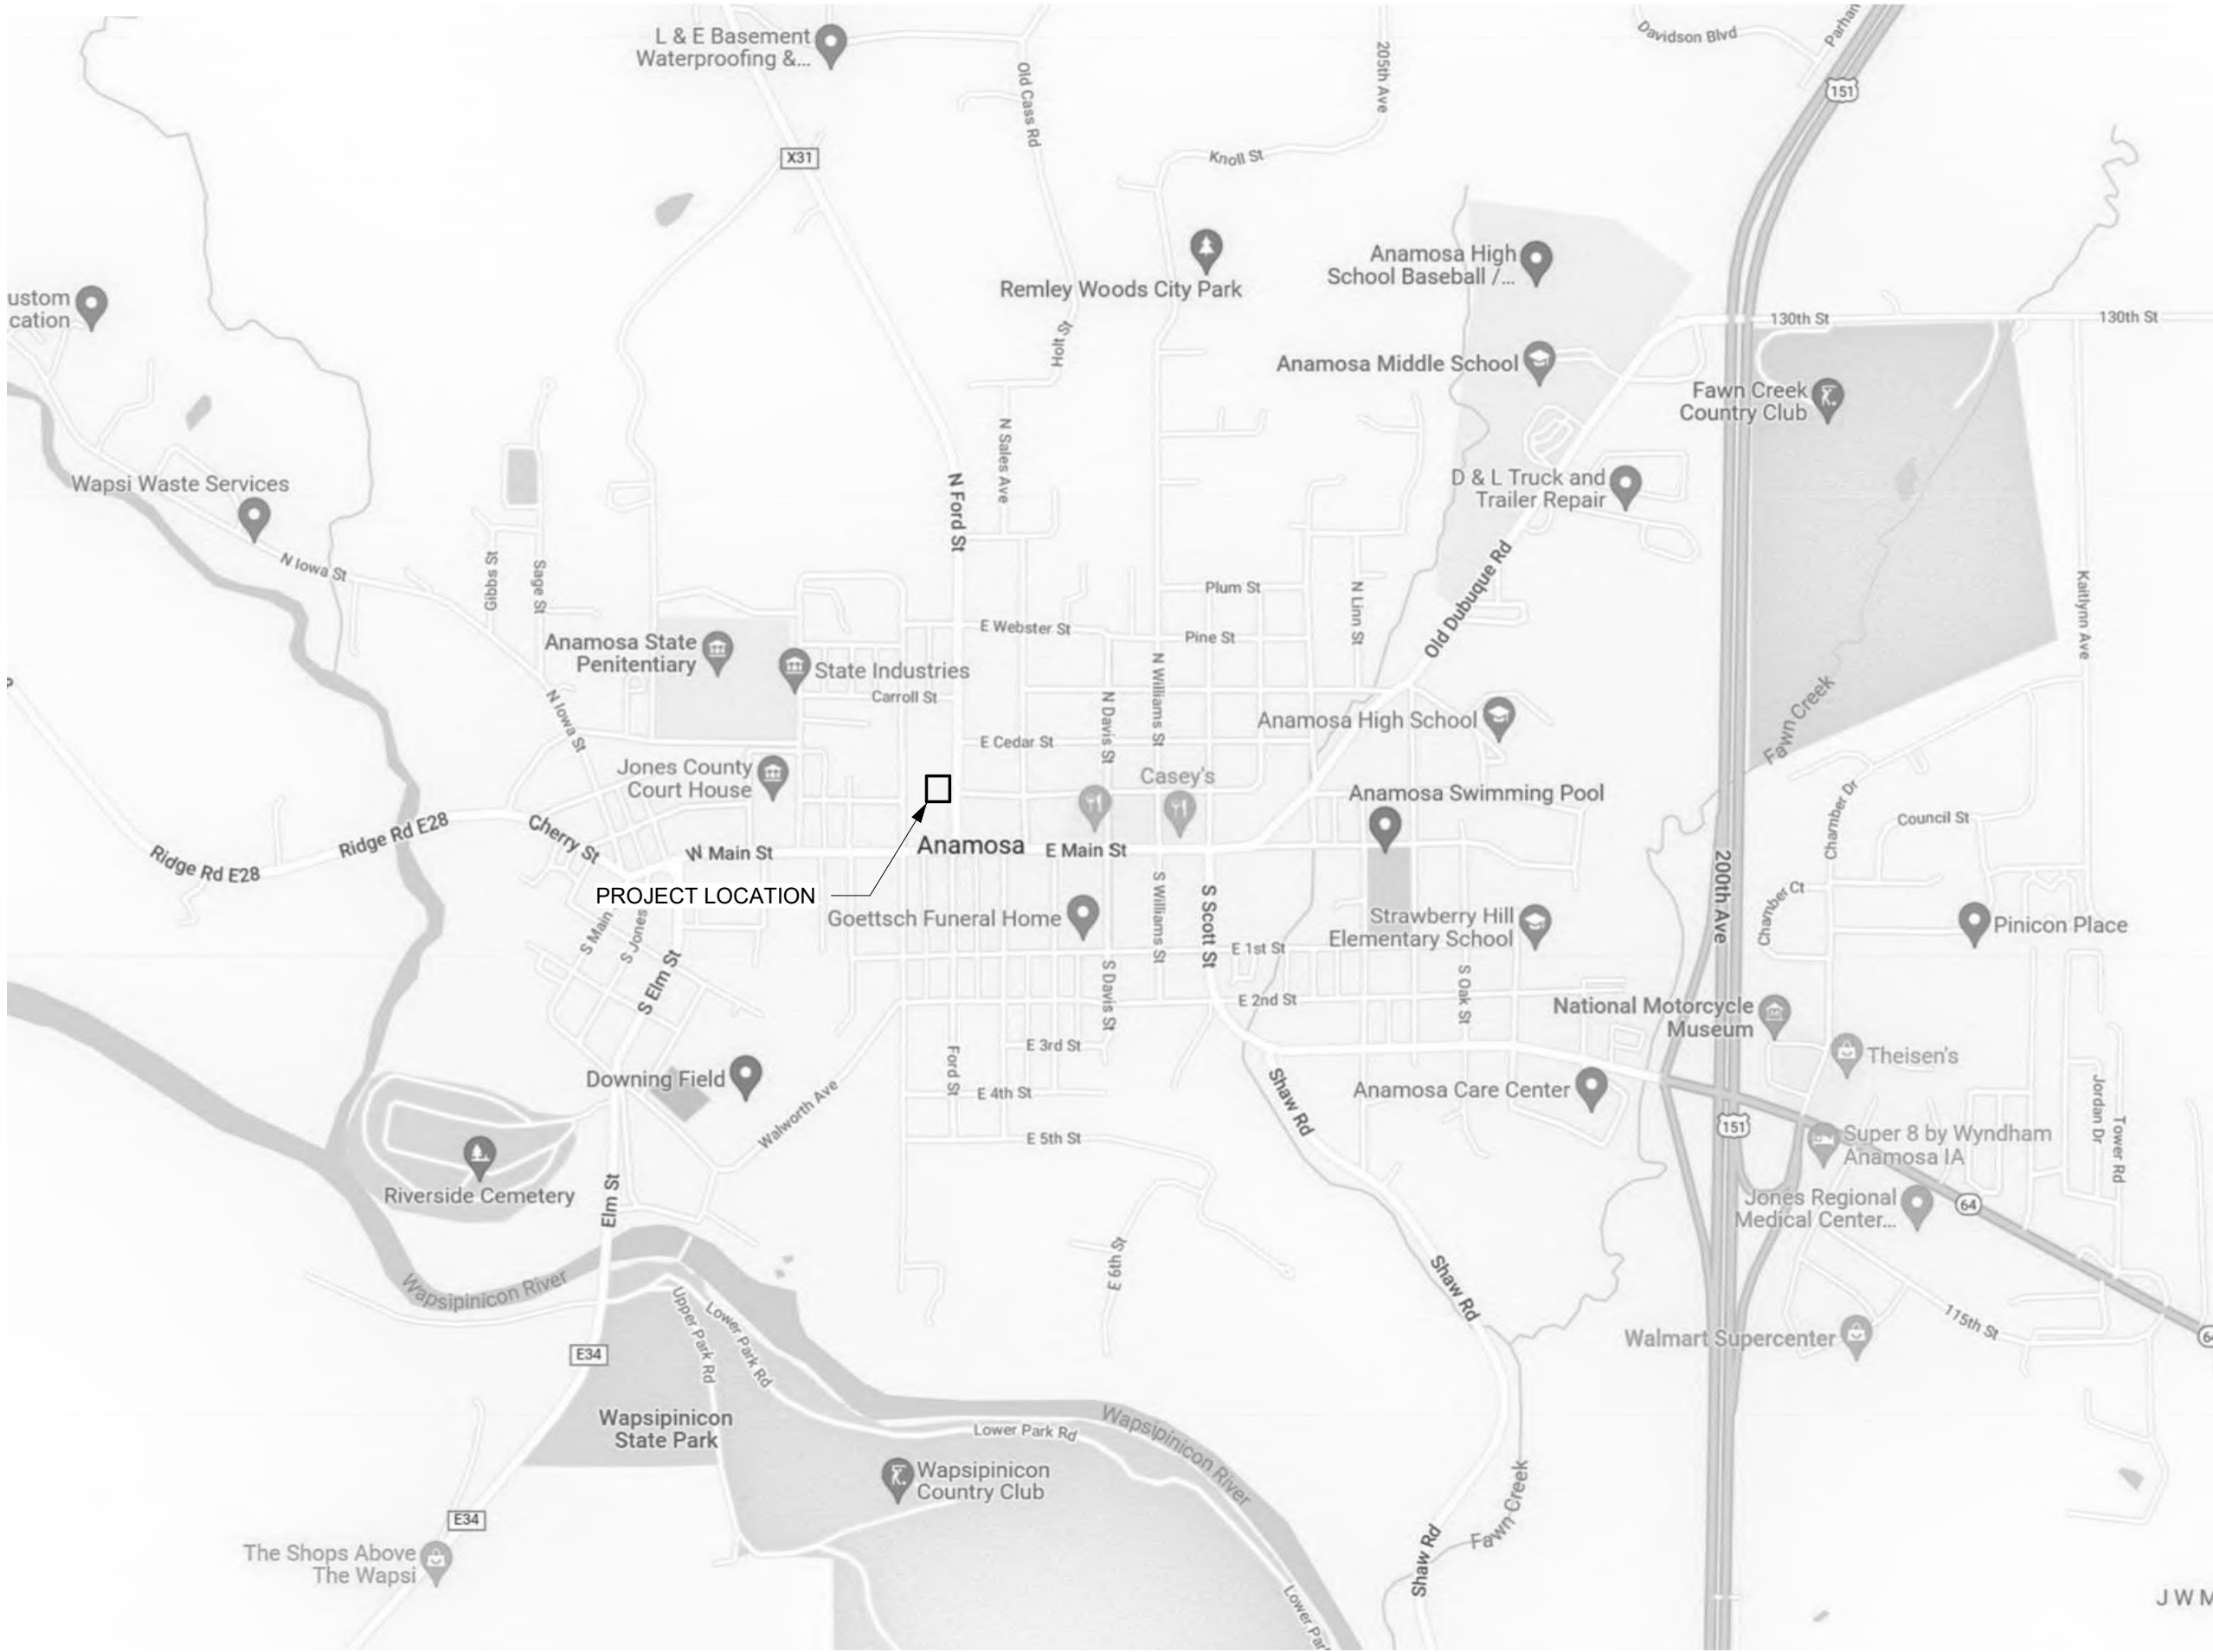 L & E Basement
Waterproofing &...
Davidson Blvd
151
Old Cass Rd
205th Ave
X31
Knoll St
Remley Woods City Park
Anamosa High
School Baseball /...
ustom
cation
130th St
130th St
Holt St
Anamosa Middle School
Fawn Creek
Country Club
Wapsi Waste Services
N Sales Ave
N Ford St
D & L Truck and
Trailer Repair
N Iowa St
Gibbs St
Sage St
Plum St
N Linn St
Old Dubuque Rd
Kaitlynn Ave
E Webster St
Pine St
Anamosa State
Penitentiary
State Industries
Carroll St
N Iowa St
N Davis St
N Williams St
Anamosa High School
Fawn Creek
E Cedar St
Jones County
Court House
Casey's
Anamosa Swimming Pool
Chamber Dr
Council St
Ridge Rd E28
Ridge Rd E28
Cherry St
W Main St
Anamosa
E Main St
200th Ave
PROJECT LOCATION
Goettsch Funeral Home
S Williams St
S Scott St
Strawberry Hill
Elementary School
Chamber Ct
Pinicon Place
S Main
S Jones
S Elm St
E 1st St
S Davis St
S Oak St
E 2nd St
National Motorcycle
Museum
E 3rd St
Theisen's
Downing Field
Ford St
E 4th St
Walworth Ave
Shaw Rd
Anamosa Care Center
Jordan Dr
Tower Rd
151
E 5th St
Super 8 by Wyndham
Anamosa IA
Riverside Cemetery
Elm St
Jones Regional
Medical Center...
64
Wapsipinicon River
E 6th St
Shaw Rd
Upper Park Rd
Lower Park Rd
115th St
Walmart Supercenter
E34
Wapsipinicon
State Park
Lower Park Rd
Wapsipinicon River
Wapsipinicon
Country Club
Fawn Creek
E34
The Shops Above
The Wapsi
Shaw Rd
Lower Par
J W M